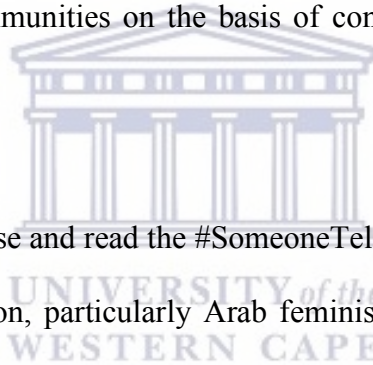 munities on the basis of con
se and read the #SomeoneTel
UNIVERSITY of the
on, particularly Arab feminis
WESTERN CAPE